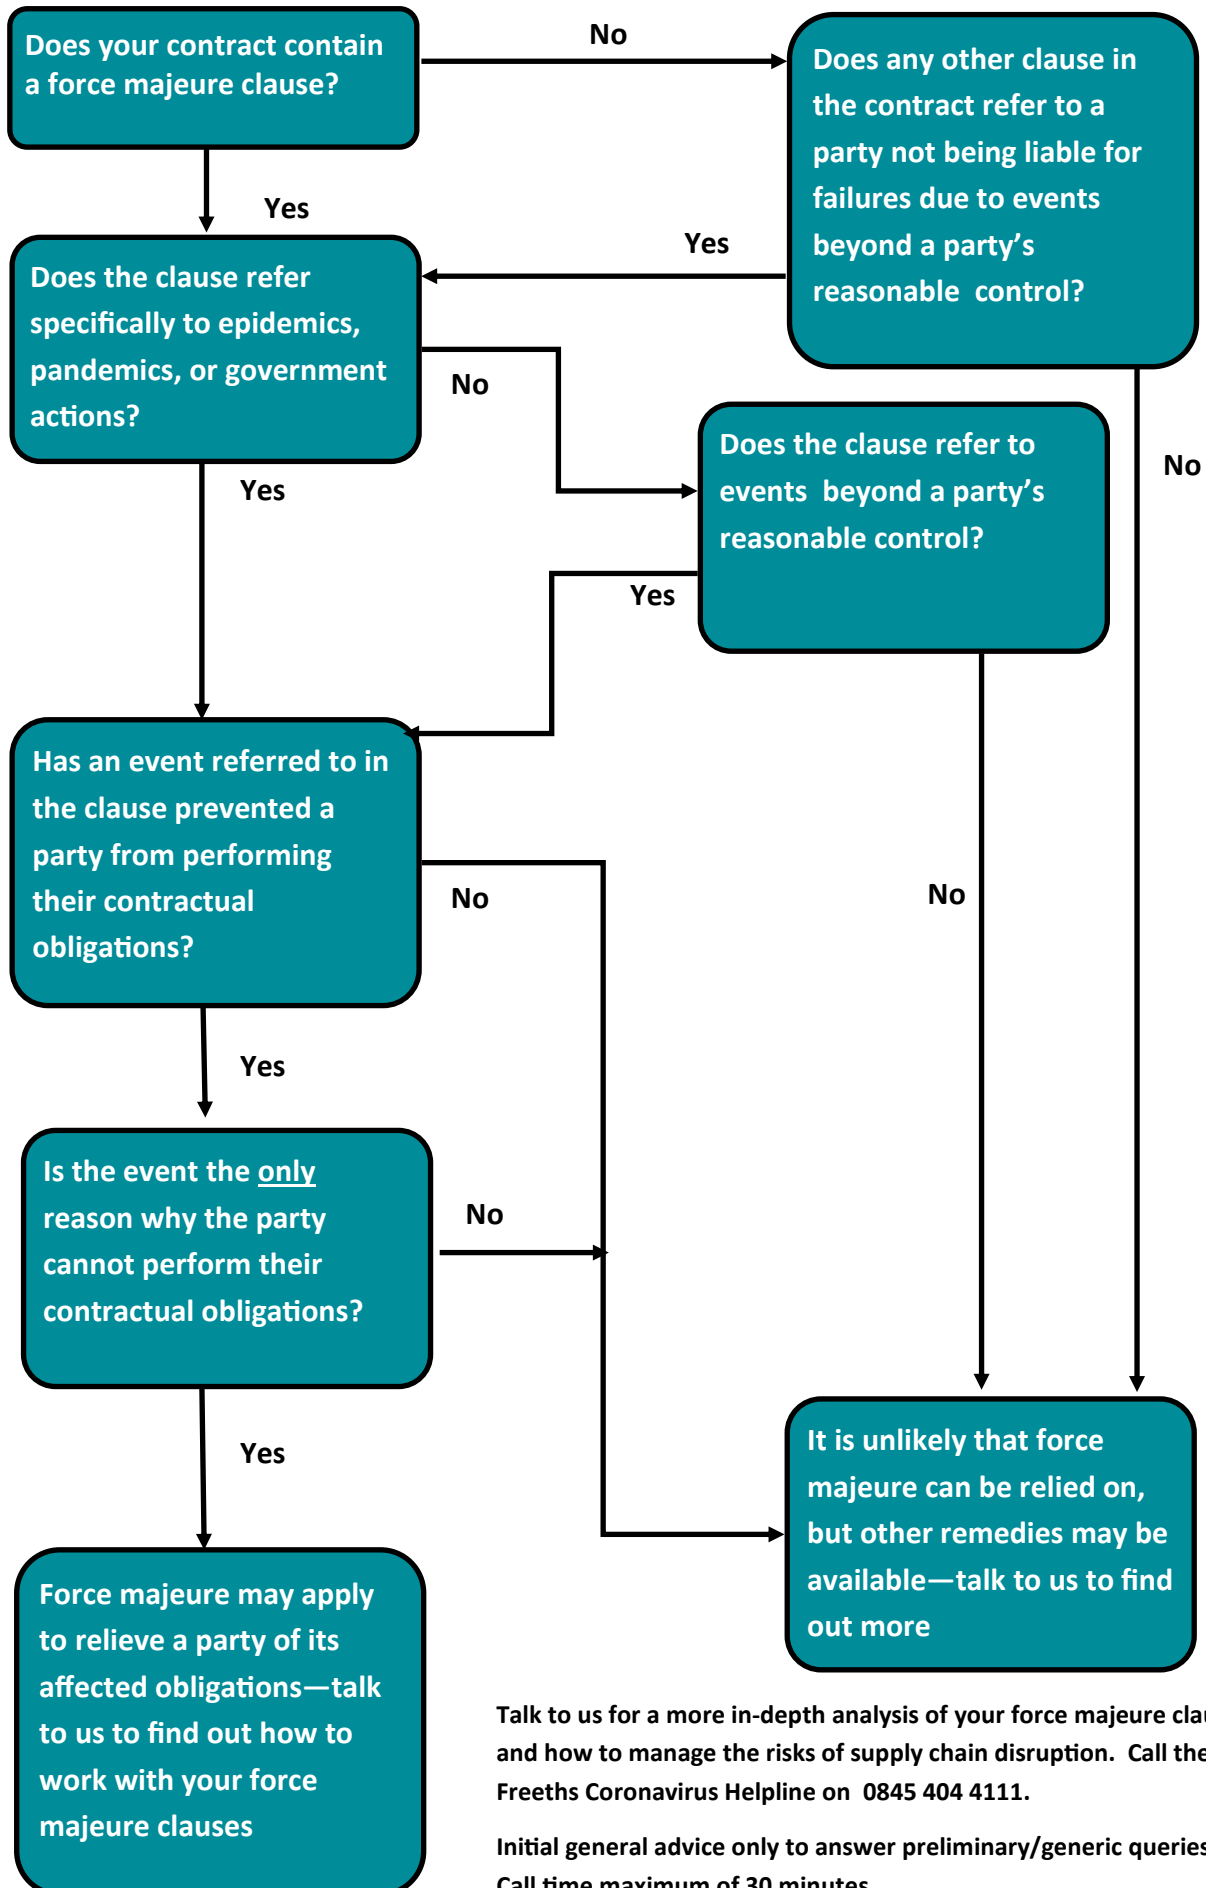 Does your contract contain
a force majeure clause?
No
Does any other clause in
the contract refer to a
party not being liable for
failures due to events
beyond a party’s
reasonable  control?
Yes
Yes
Does the clause refer
specifically to epidemics,
pandemics, or government
actions?
No
Does the clause refer to
events  beyond a party’s
reasonable control?
No
Yes
Yes
Has an event referred to in
the clause prevented a
party from performing
their contractual
obligations?
No
No
Yes
Is the event the only
reason why the party
cannot perform their
contractual obligations?
No
Yes
It is unlikely that force
majeure can be relied on,
but other remedies may be
available—talk to us to find
out more
Force majeure may apply
to relieve a party of its
affected obligations—talk
to us to find out how to
work with your force
majeure clauses
Talk to us for a more in-depth analysis of your force majeure
and how to manage the risks of supply chain disruption.  Call the
Freeths Coronavirus Helpline on  0845 404 4111.
Initial general advice only to answer preliminary/generic queries
Call time maximum of 30 minutes